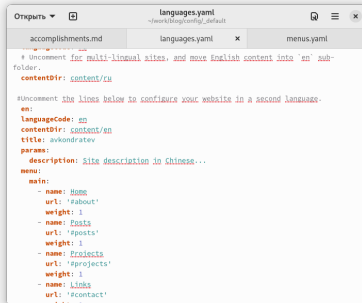 Открыть
languages.yaml
~/work/blog/config/_default
accomplishments.md
languages.yaml
menus.yaml
# Uncomment for multi-lingual sites, and move English content into `en` sub-
folder.
contentDir: content/ru
#Uncomment the lines below to configure your website in a second language.
en:
languageCode: en
contentDir: content/en
title: avkondratev
params:
description: Site description in Chinese...
menu:
main:
- name: Home
url: '#about'
weight: 1
- name: Posts
url: '#posts'
weight: 1
- name: Projects
url: '#projects'
weight: 1
- name: Links
url: '#contact'